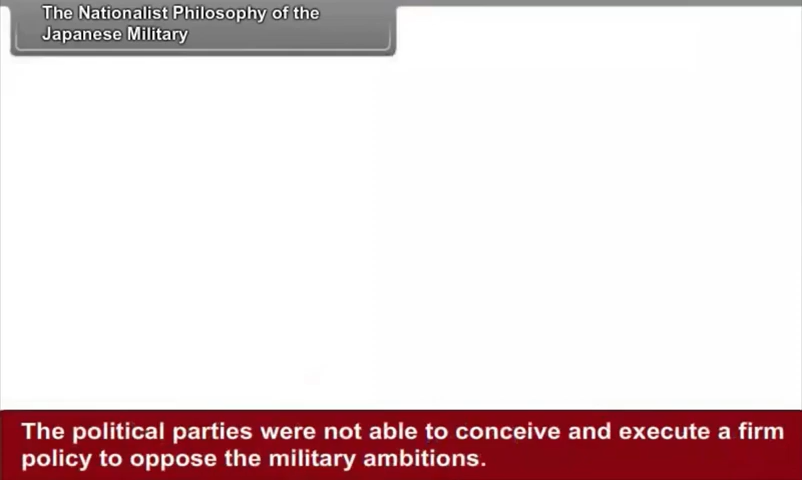 The Nationalist Philosophy of the
Japanese Military
The political parties were not able to conceive and execute a firm
policy to oppose the military ambitions.